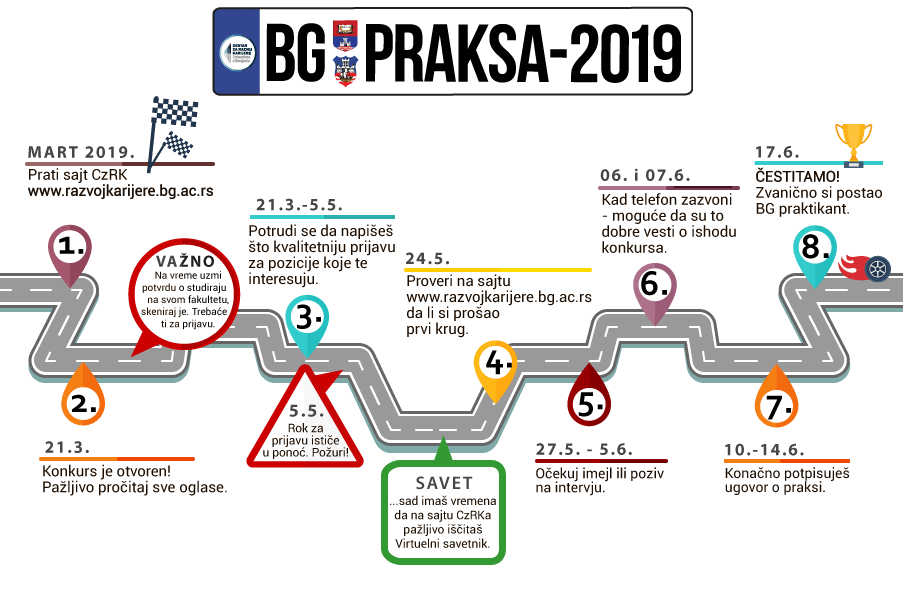 CENTAR
ZA RAZVOJ
KARIJERE
BG PRAKSA-2019
MART 2019.
Prati sajt CzRK
www.razvojkarijere.bg.ac.rs
1.
VAŽNO
Na vreme uzmi
potvrdu o studiraju
na svom fakultetu,
skeniraj je. Trebaće
ti za prijavu.
2.
21.3.
Konkurs je otvoren!
Pažljivo pročitaj sve oglase.
21.3.-5.5.
Potrudi se da napišeš
što kvalitetniju prijavu
za pozicije koje te
interesuju.
3.
5.5.
Rok za
prijavu ističe
u ponoć. Požuri!
24.5.
Proveri na sajtu
www.razvojkarijere.bg.ac.rs
da li si prošao
prvi krug.
4.
SAVET
...sad imaš vremena
da na sajtu CzRKa
pažljivo iščitaš
Virtuelni savetnik.
5.
27.5. - 5.6.
Očekuj imejl ili poziv
na intervju.
06. i 07.6.
Kad telefon zazvoni
- moguće da su to
dobre vesti o ishodu
konkursa.
6.
7.
10.-14.6.
Konačno potpisuješ
ugovor o praksi.
17.6.
ČESTITAMO!
Zvanično si postao
BG praktikant.
8.